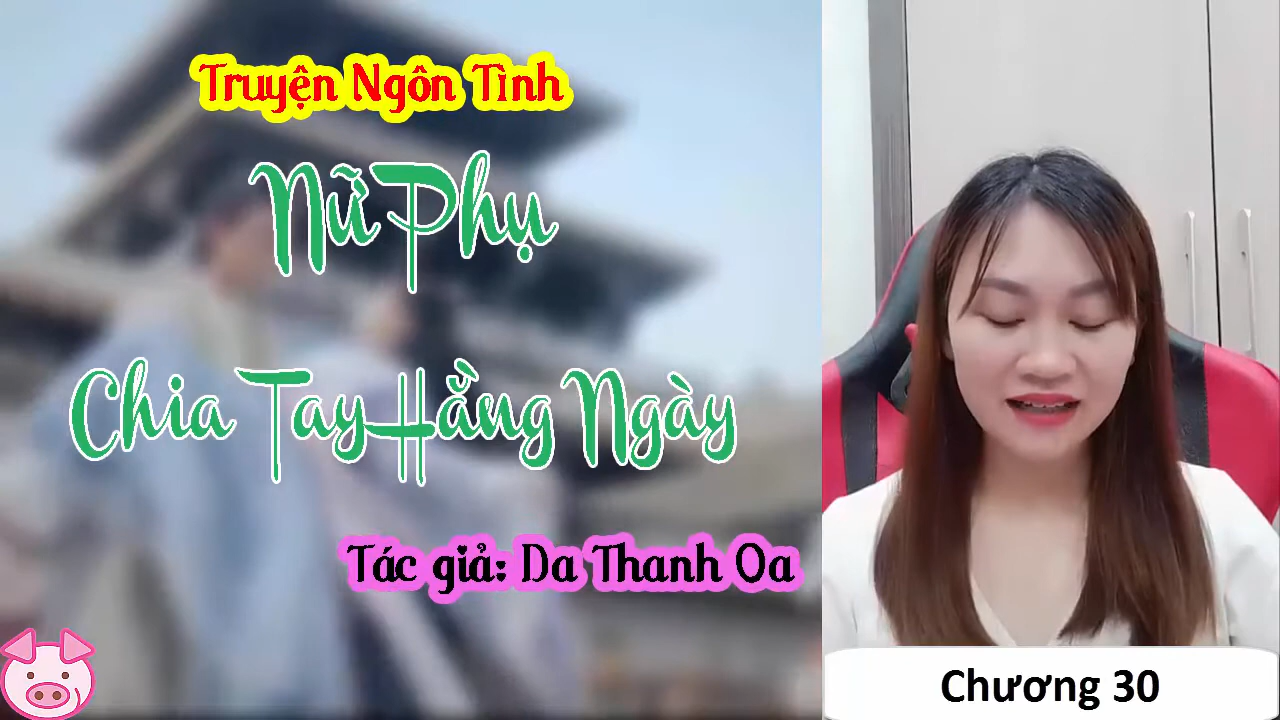 Truyện Ngôn Tình
Nữ Phụ
Chia Tay Hằng Ngày
Tác giả: Da Thanh Oa
Chương 30